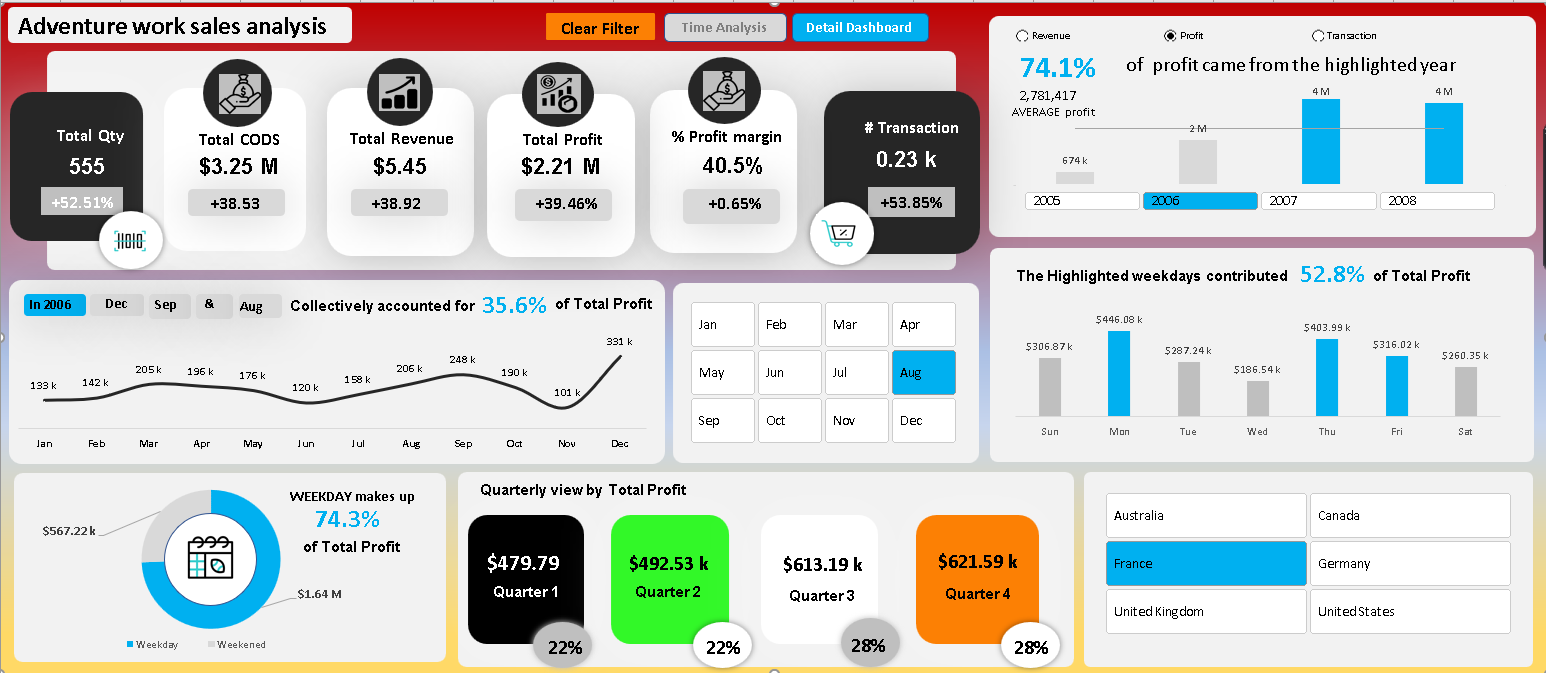 Adventure work sales analysis
Clear Filter
Time Analysis
Detail Dashboard
Total Qty
555
+52.51%
Total CODS
$3.25 M
+38.53
Total Revenue
$5.45
+38.92
Total Profit
$2.21 M
+39.46%
% Profit margin
40.5%
+0.65%
# Transaction
0.23 k
+53.85%
Revenue
Profit
Transaction
74.1% of profit came from the highlighted year
2,781,417
AVERAGE profit
674 k
2 M
4 M
4 M
2005
2006
2007
2008
In 2006 Dec Sep & Aug Collectively accounted for 35.6% of Total Profit
133 k
142 k
205 k
196 k
176 k
120 k
158 k
206 k
248 k
190 k
101 k
331 k
Jan Feb Mar Apr May Jun Jul Aug Sep Oct Nov Dec
Jan Feb Mar Apr
May Jun Jul Aug
Sep Oct Nov Dec
The Highlighted weekdays contributed 52.8% of Total Profit
$306.87 k
$446.08 k
$287.24 k
$186.54 k
$403.99 k
$316.02 k
$260.35 k
Sun Mon Tue Wed Thu Fri Sat
WEEKDAY makes up
74.3%
of Total Profit
$567.22 k
$1.64 M
Weekday Weekened
Quarterly view by Total Profit
$479.79
Quarter 1
22%
$492.53 k
Quarter 2
22%
$613.19 k
Quarter 3
28%
$621.59 k
Quarter 4
28%
Australia
Canada
France
Germany
United Kingdom
United States